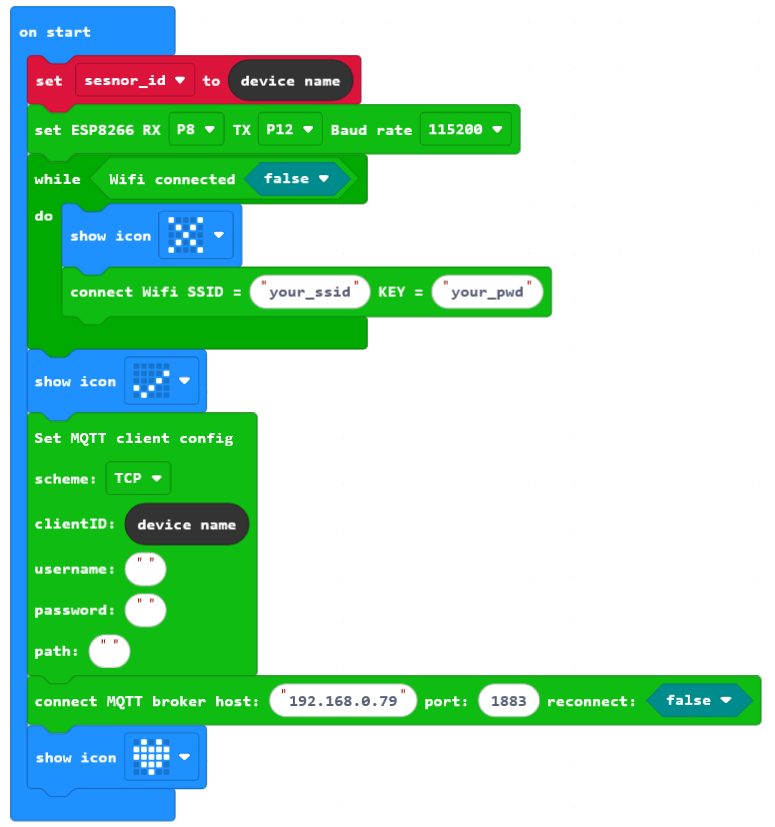 on start
set sesnor_id to device name
set ESP8266 RX P8 TX P12 Baud rate 115200
while Wifi connected false
do
show icon
connect Wifi SSID = "your_ssid" KEY = "your_pwd"
show icon
Set MQTT client config
scheme: TCP
clientID: device name
username: " "
password: " "
path: " "
connect MQTT broker host: "192.168.0.79" port: 1883 reconnect: false
show icon